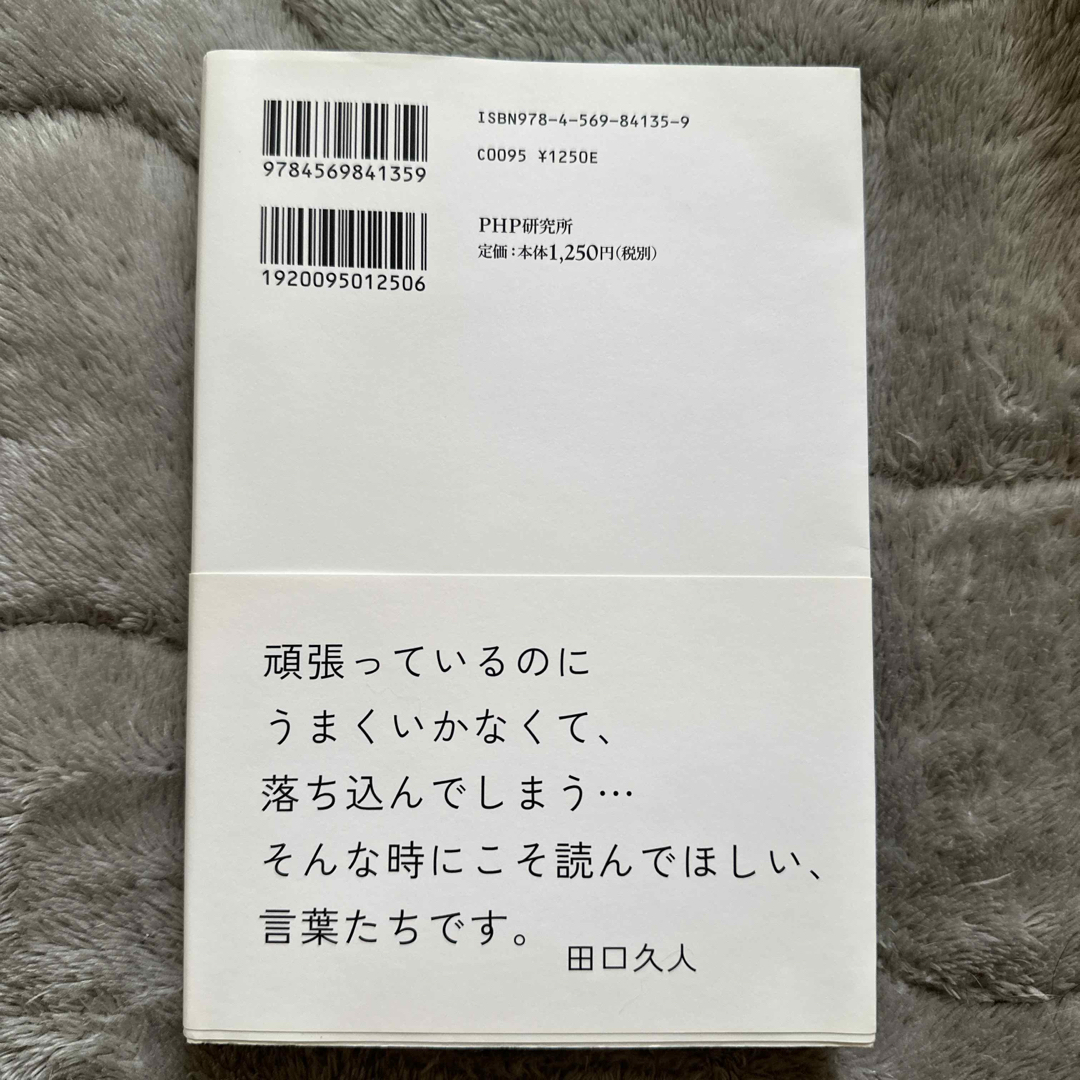 9784569841359
1920095012506
ISBN978-4-569-84135-9
C0095 ¥1250E
PHP研究所
定価：本体1,250円（税別）
頑張っているのに
うまくいかなくて、
落ち込んでしまう…
そんな時にこそ読んでほしい、
言葉たちです。
田口久人